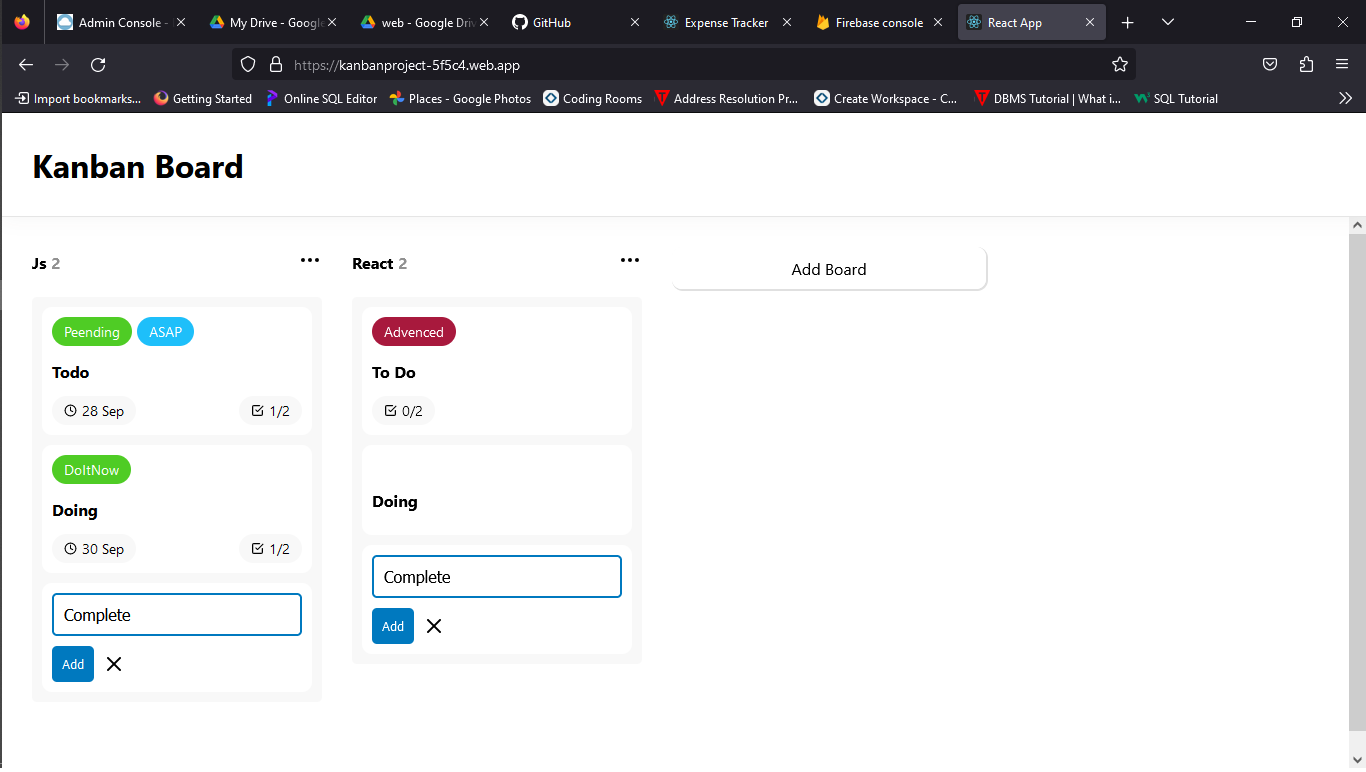 Admin Console - C
My Drive - Google
web - Google Driv
GitHub
Expense Tracker
Firebase console
React App
https://kanbanproject-5f5c4.web.app
Import bookmarks...
Getting Started
Online SQL Editor
Places - Google Photos
Coding Rooms
Address Resolution Pr...
Create Workspace - C...
DBMS Tutorial | What i...
SQL Tutorial
Kanban Board
Js 2
Peending ASAP
Todo
28 Sep 1/2
DoItNow
Doing
30 Sep 1/2
Complete
Add
React 2
Advenced
To Do
0/2
Doing
Complete
Add
Add Board